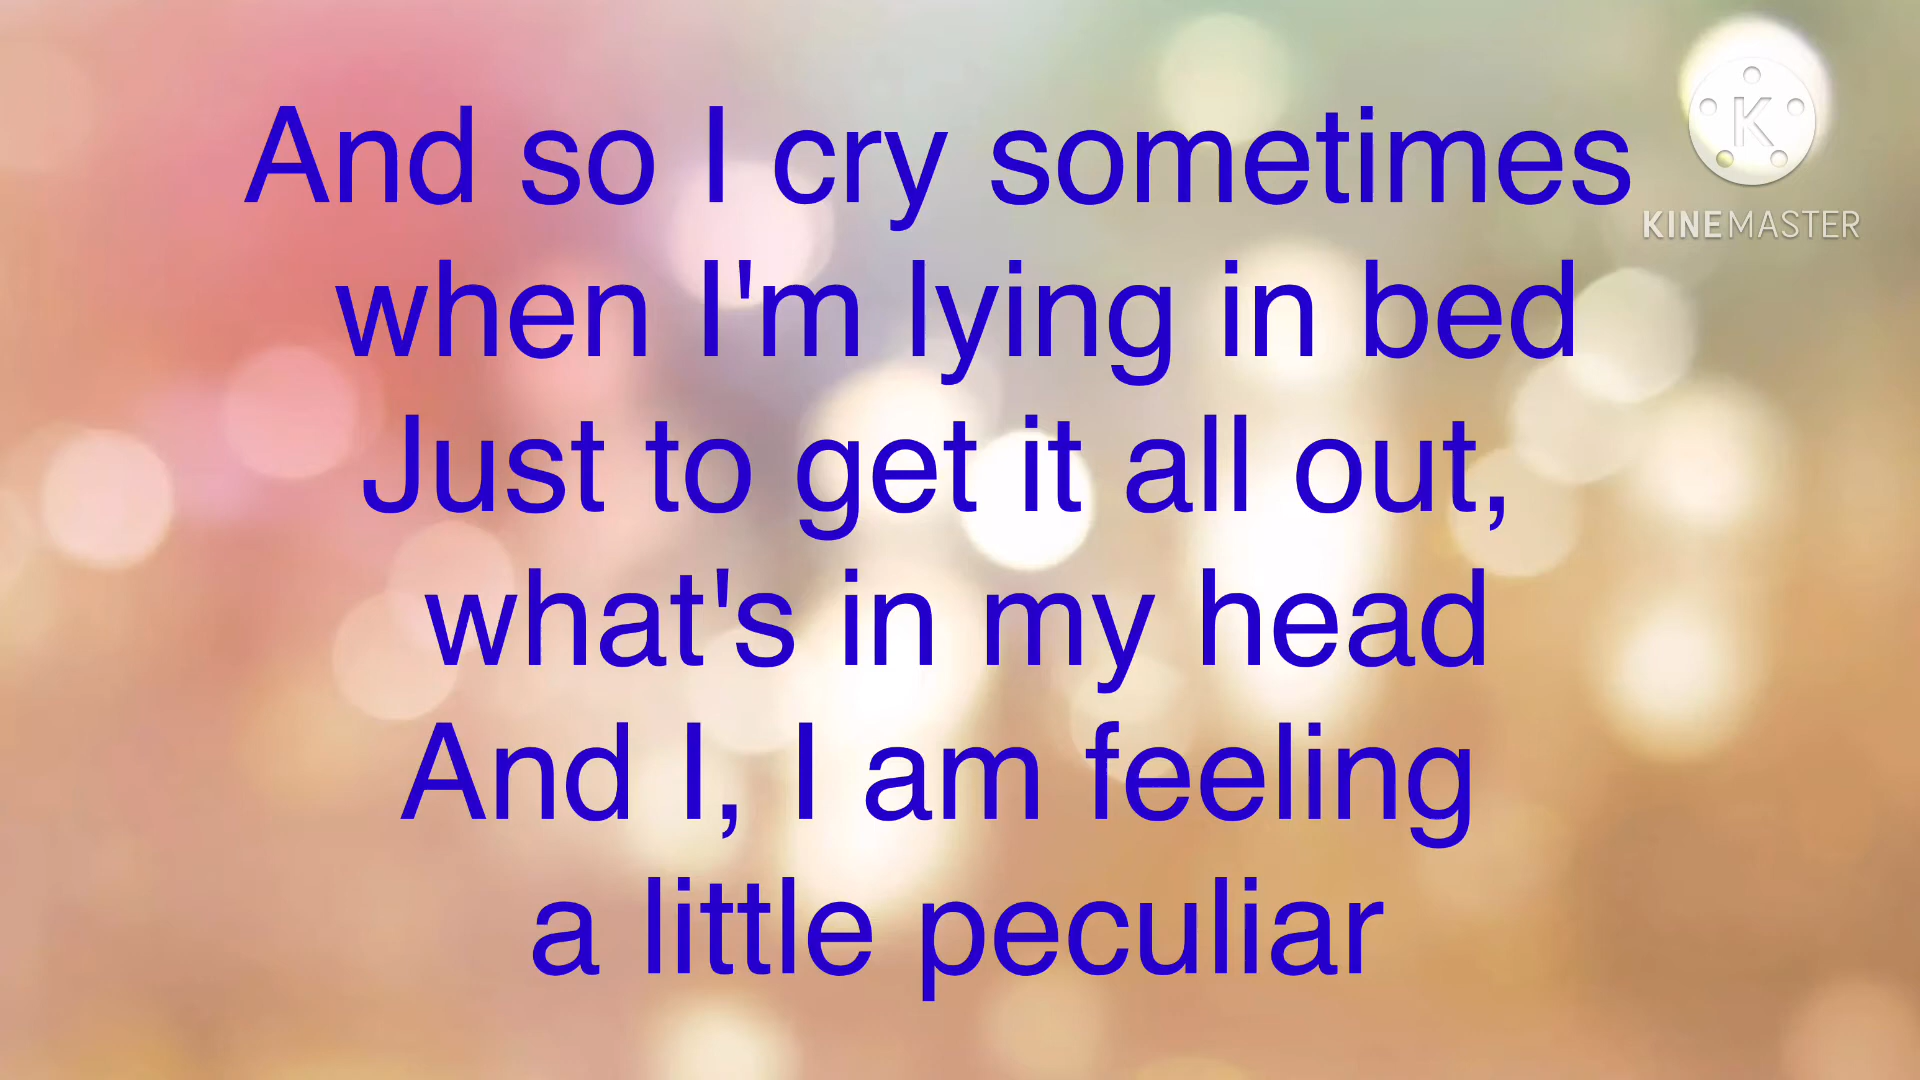 And so I cry sometimes
when I'm lying in bed
Just to get it all out,
what's in my head
And I, I am feeling
a little peculiar
K
KINEMASTER